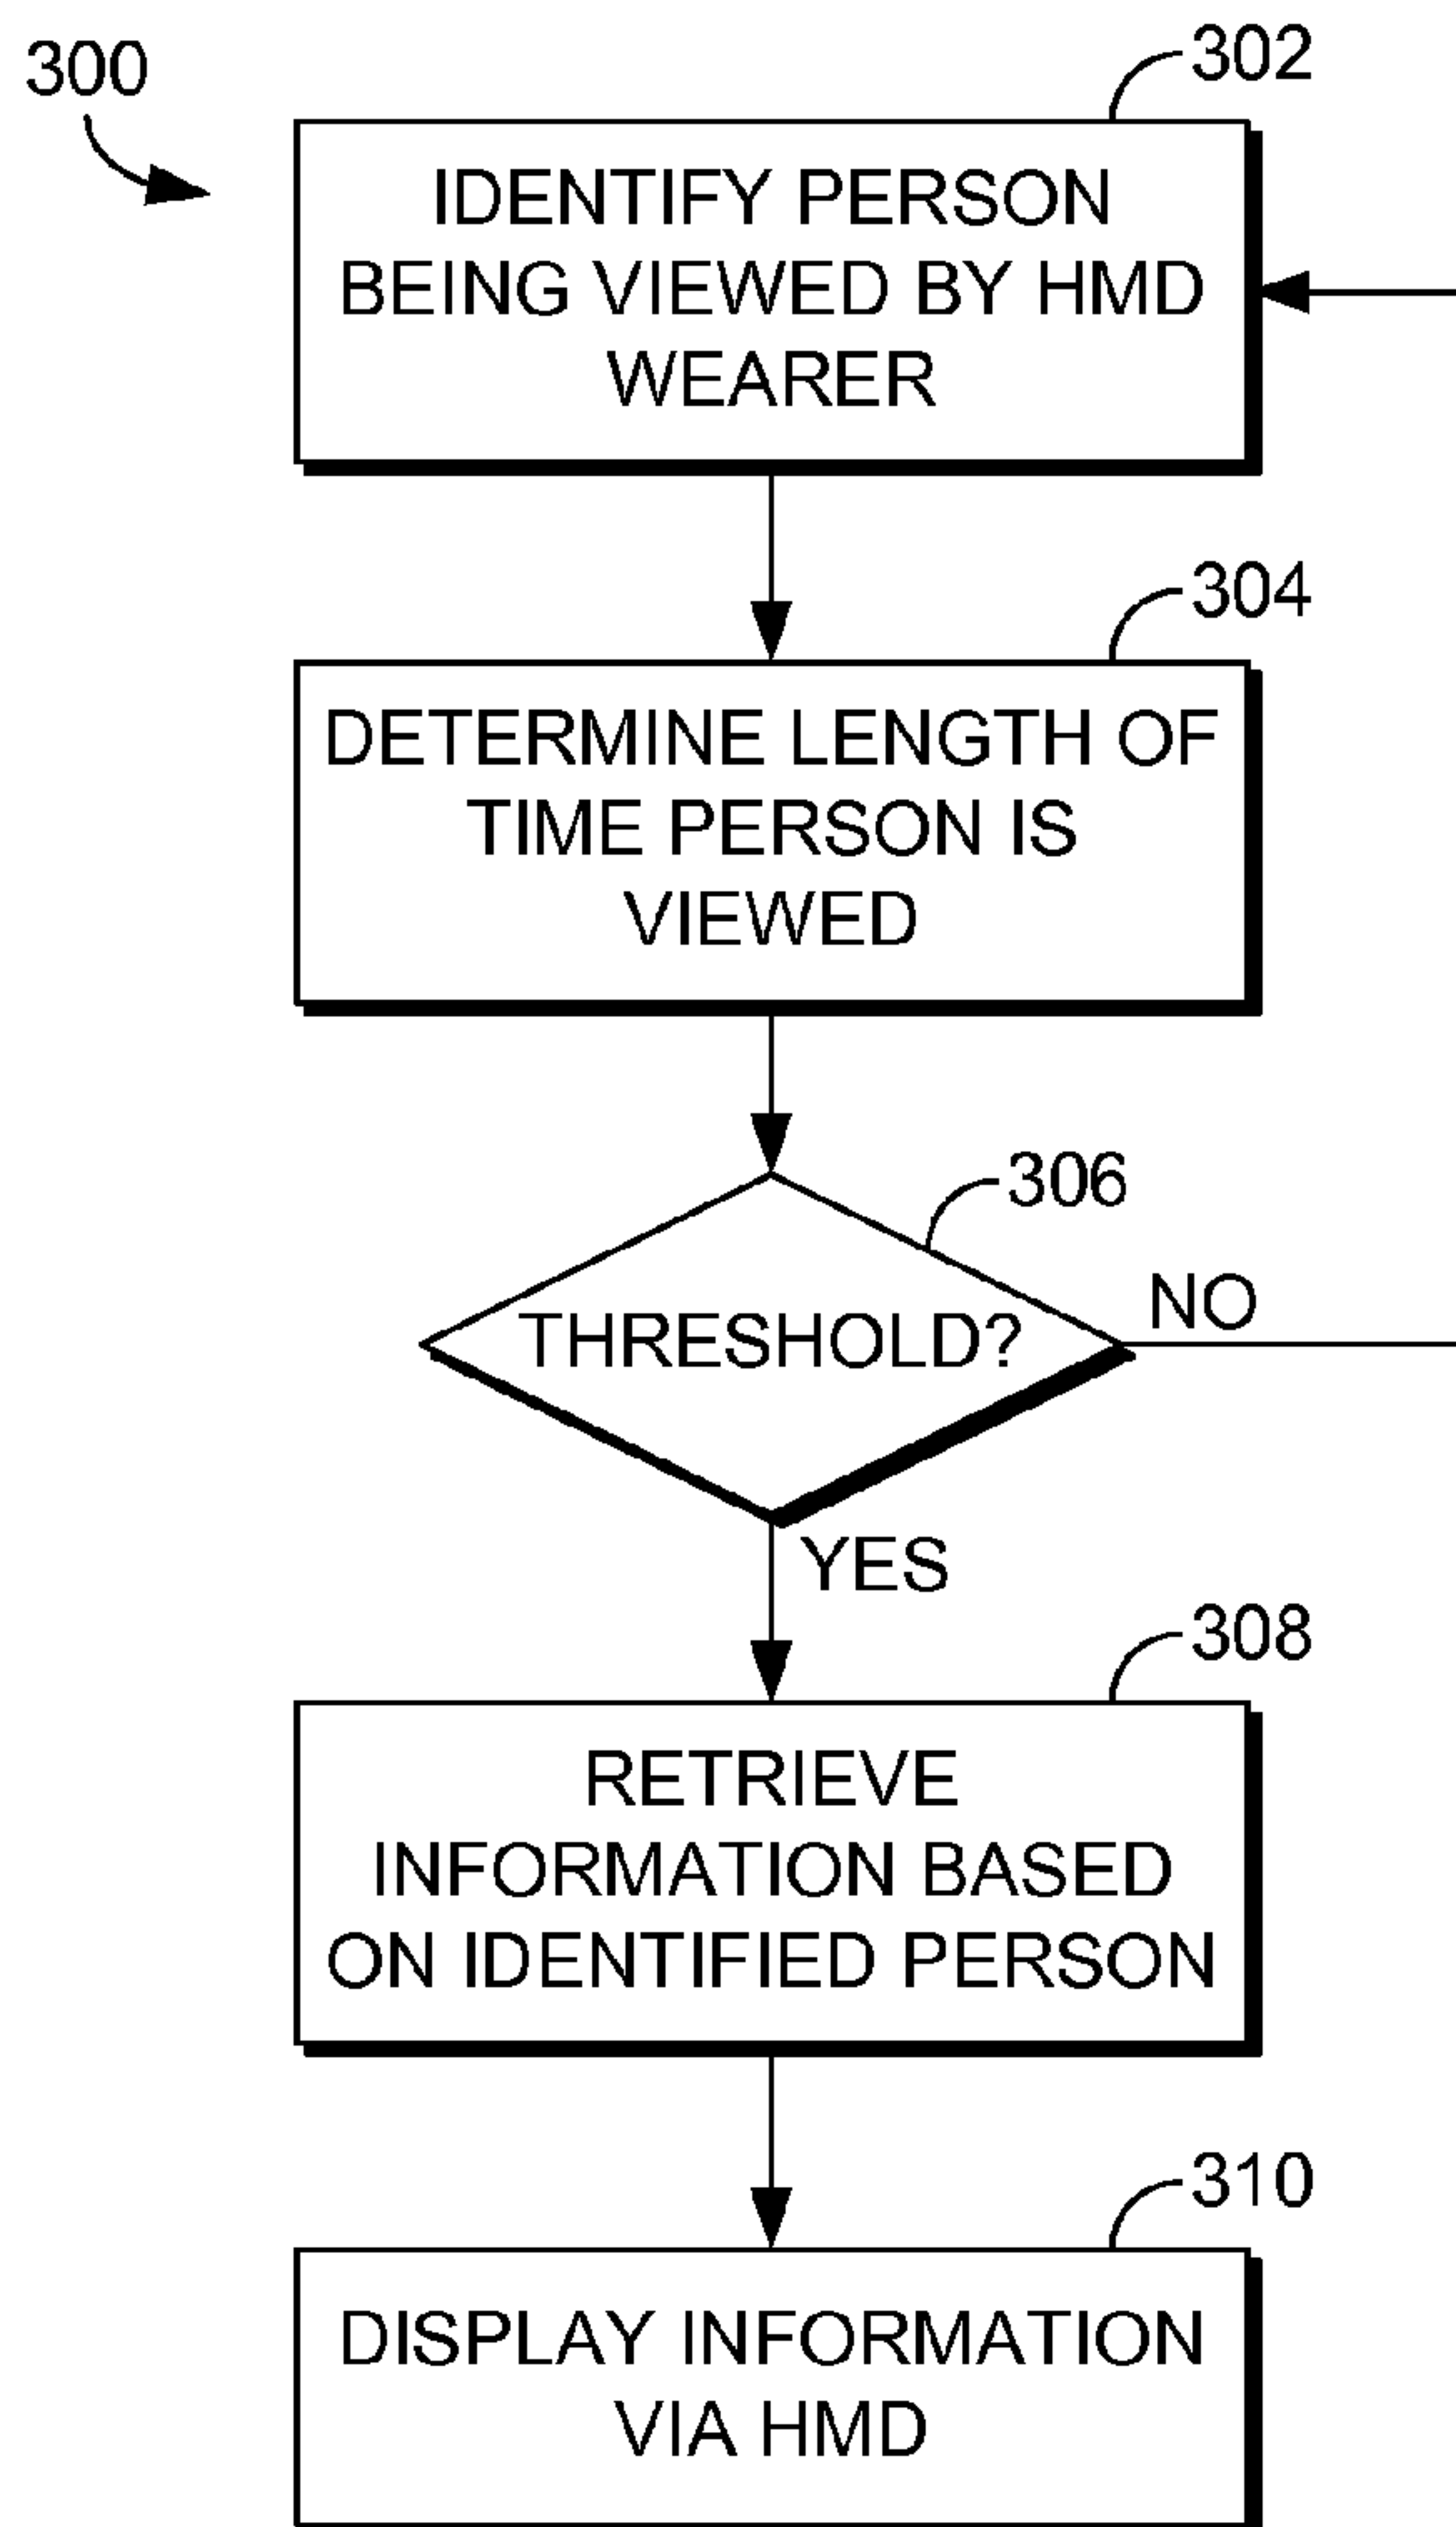 300
302
IDENTIFY PERSON
BEING VIEWED BY HMD
WEARER
304
DETERMINE LENGTH OF
TIME PERSON IS
VIEWED
306
THRESHOLD?
NO
YES
308
RETRIEVE
INFORMATION BASED
ON IDENTIFIED PERSON
310
DISPLAY INFORMATION
VIA HMD